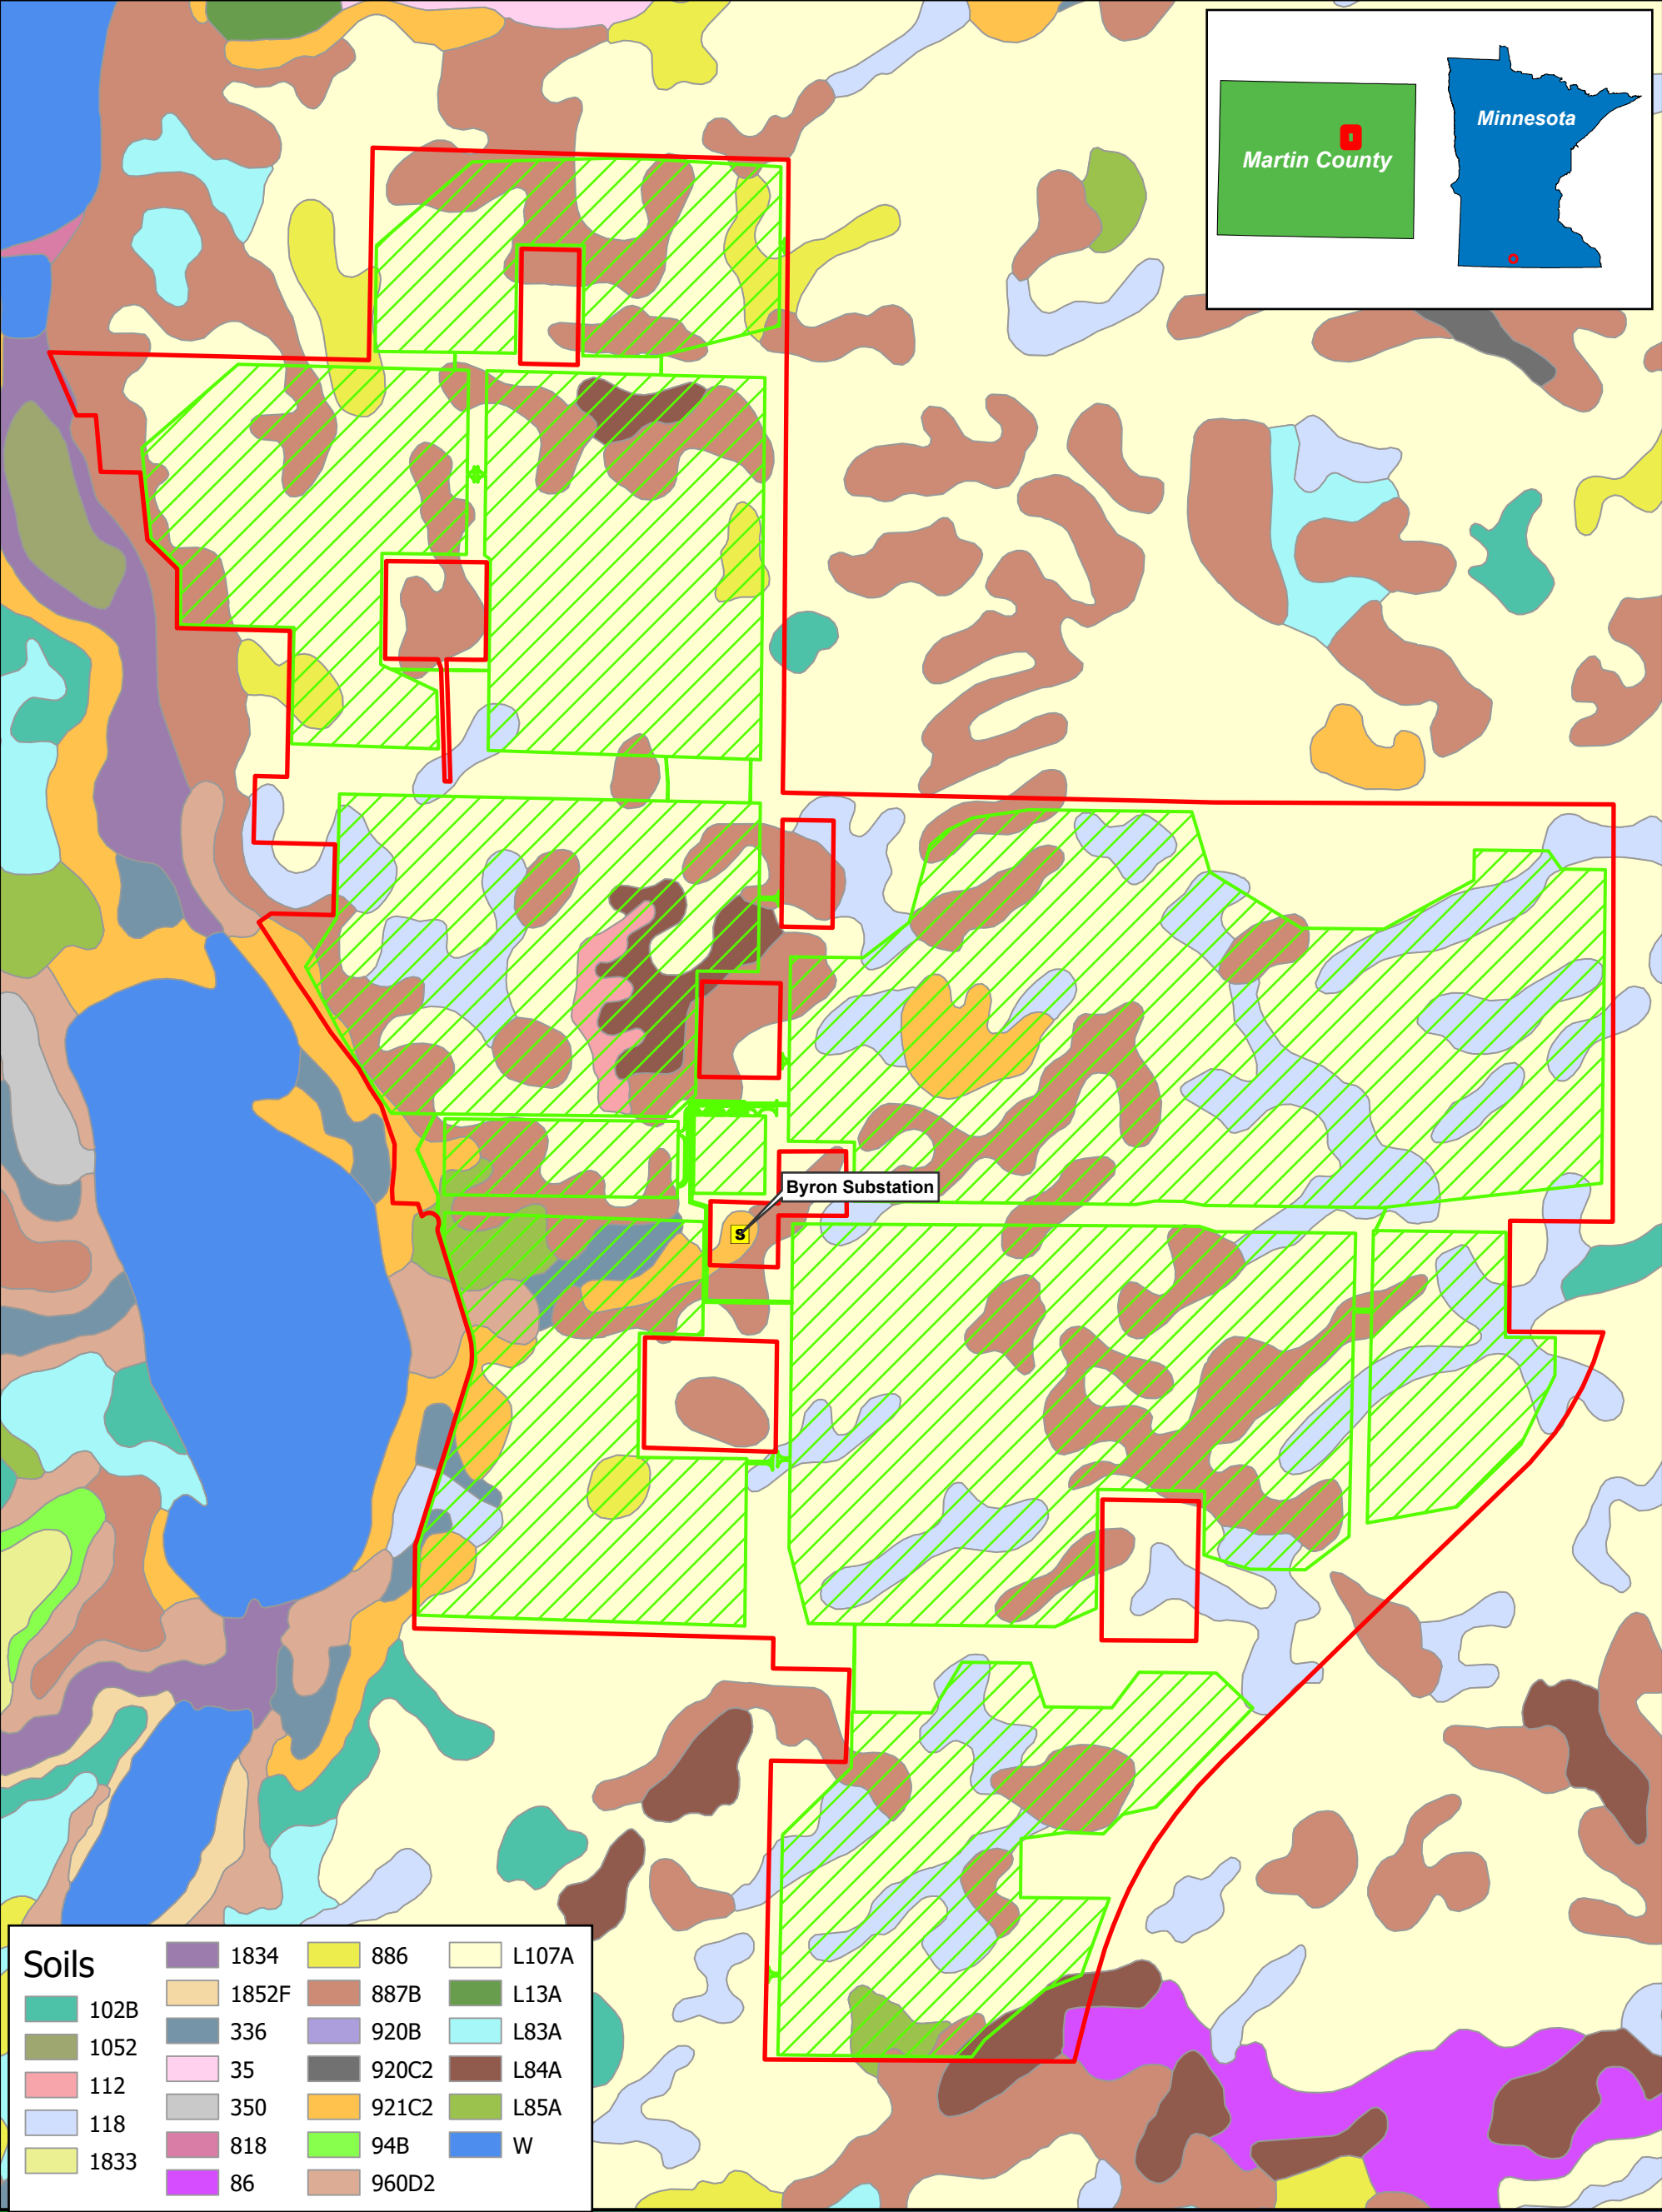 Martin County
Minnesota
Byron Substation
S
Soils
102B
1052
112
118
1833
1834
1852F
336
35
350
818
86
886
887B
920B
920C2
921C2
94B
960D2
L107A
L13A
L83A
L84A
L85A
W